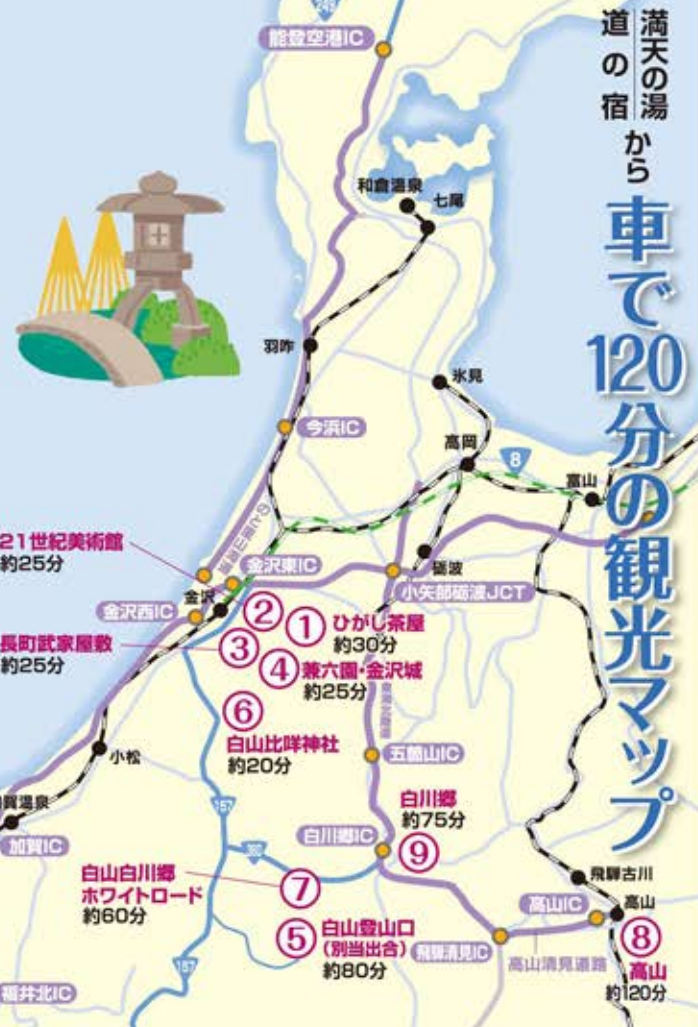 満天の湯
道の宿
から
車で120分の観光マップ
249
能登空港IC
和倉温泉
七尾
羽咋
氷見
今浜IC
高岡
8
富山
21世紀美術館
約25分
金沢東IC
金沢
砺波
小矢部砺波JCT
金沢西IC
②
①
ひがし茶屋
約30分
長町武家屋敷
約25分
③
④
兼六園・金沢城
約25分
東海北陸道
⑥
白山比咩神社
約20分
小松
五箇山IC
157
白川郷
約75分
加賀IC
白川郷IC
⑨
360
白山白川郷
ホワイトロード
約60分
⑦
飛騨古川
高山IC
高山
⑤
白山登山口
(別当出合)
約80分
飛騨清見IC
高山清見道路
⑧
高山
約120分
157
福井北IC